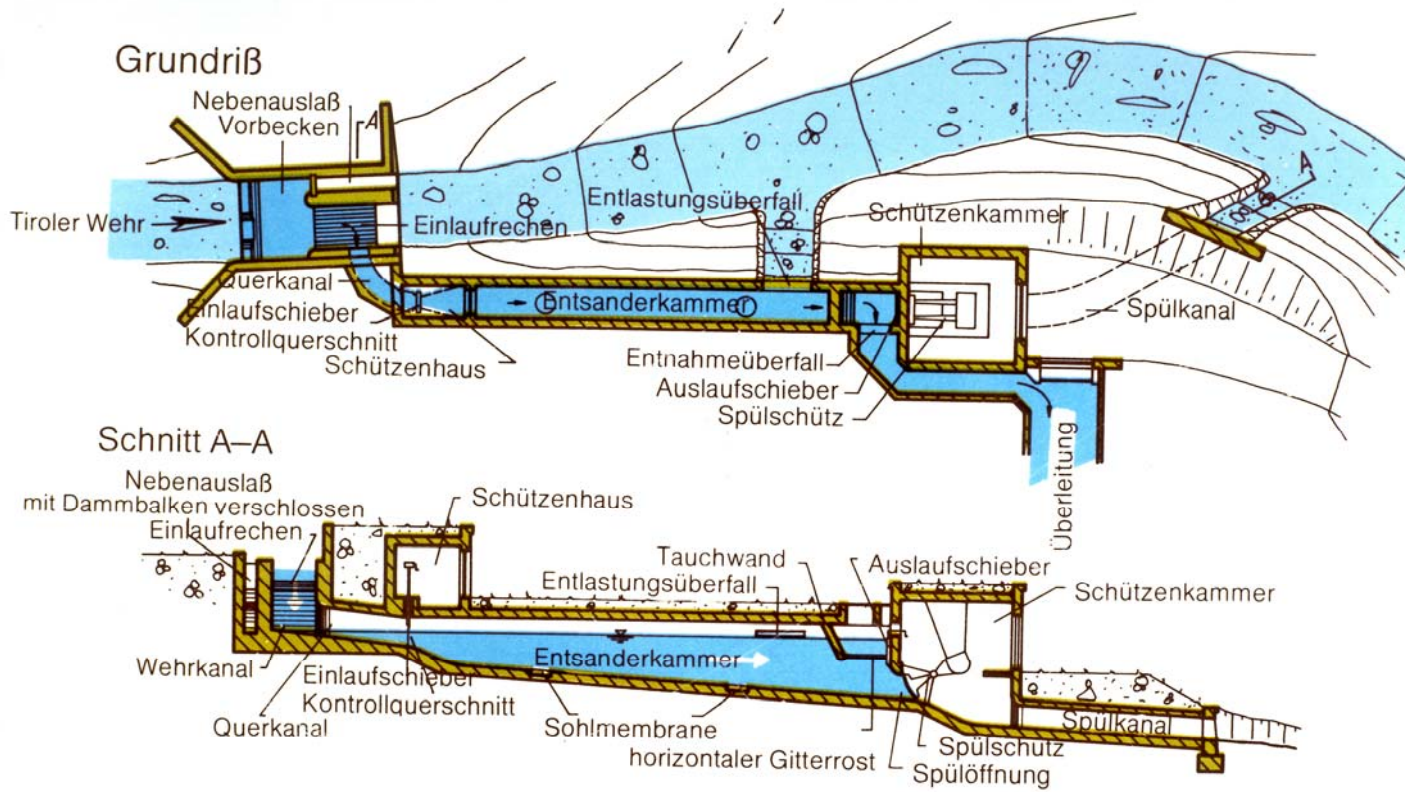 Grundriß
Nebenauslaß
Vorbecken
A
Tiroler Wehr
Einlaufrechen
Entlastungsüberfall
Schützenkammer
A
Querkanal
Einlaufschieber
Kontrollquerschnitt
Schützenhaus
Entsanderkammer
Entnahmeüberfall
Auslaufschieber
Spülschütz
Spülkanal
Überleitung
Schnitt A–A
Nebenauslaß
mit Dammbalken verschlossen
Einlaufrechen
Schützenhaus
Tauchwand
Entlastungsüberfall
Auslaufschieber
Schützenkammer
Wehrkanal
Querkanal
Einlaufschieber
Kontrollquerschnitt
Entsanderkammer
Sohlmembrane
horizontaler Gitterrost
Spülschutz
Spülöffnung
Spülkanal